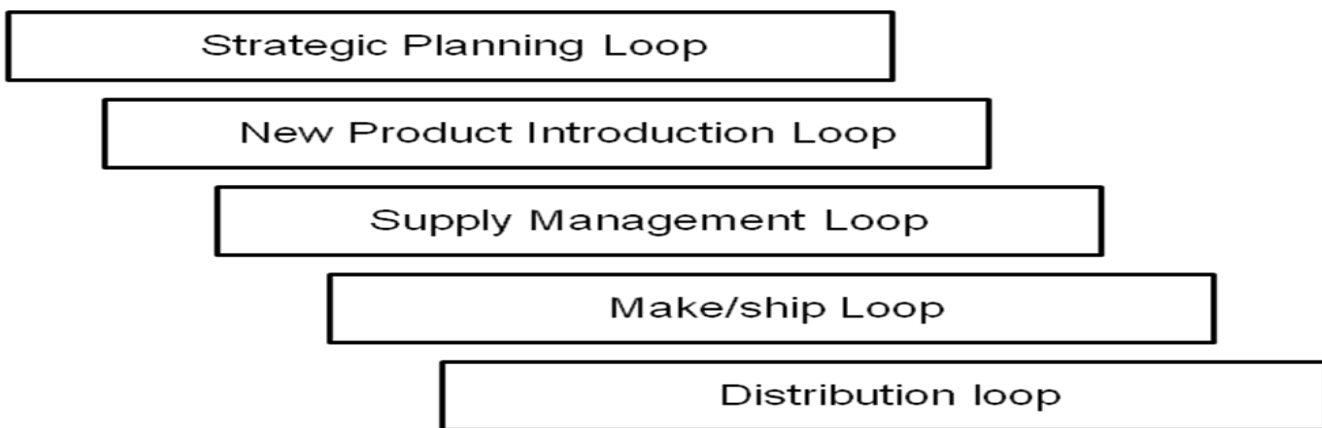 Strategic Planning Loop
New Product Introduction Loop
Supply Management Loop
Make/ship Loop
Distribution loop